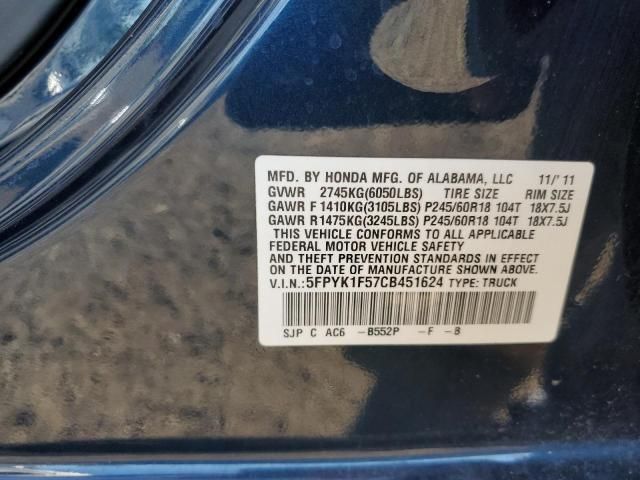 MFD. BY HONDA MFG. OF ALABAMA, LLC 11/'11
GVWR 2745KG(6050LBS) TIRE SIZE RIM SIZE
GAWR F 1410KG(3105LBS) P245/60R18 104T 18X7.5J
GAWR R1475KG(3245LBS) P245/60R18 104T 18X7.5J
THIS VEHICLE CONFORMS TO ALL APPLICABLE
FEDERAL MOTOR VEHICLE SAFETY
AND THEFT PREVENTION STANDARDS IN EFFECT
ON THE DATE OF MANUFACTURE SHOWN ABOVE.
V.I.N.:5FPYK1F57CB451624 TYPE: TRUCK
SJP C AC6 -B552P -F -B